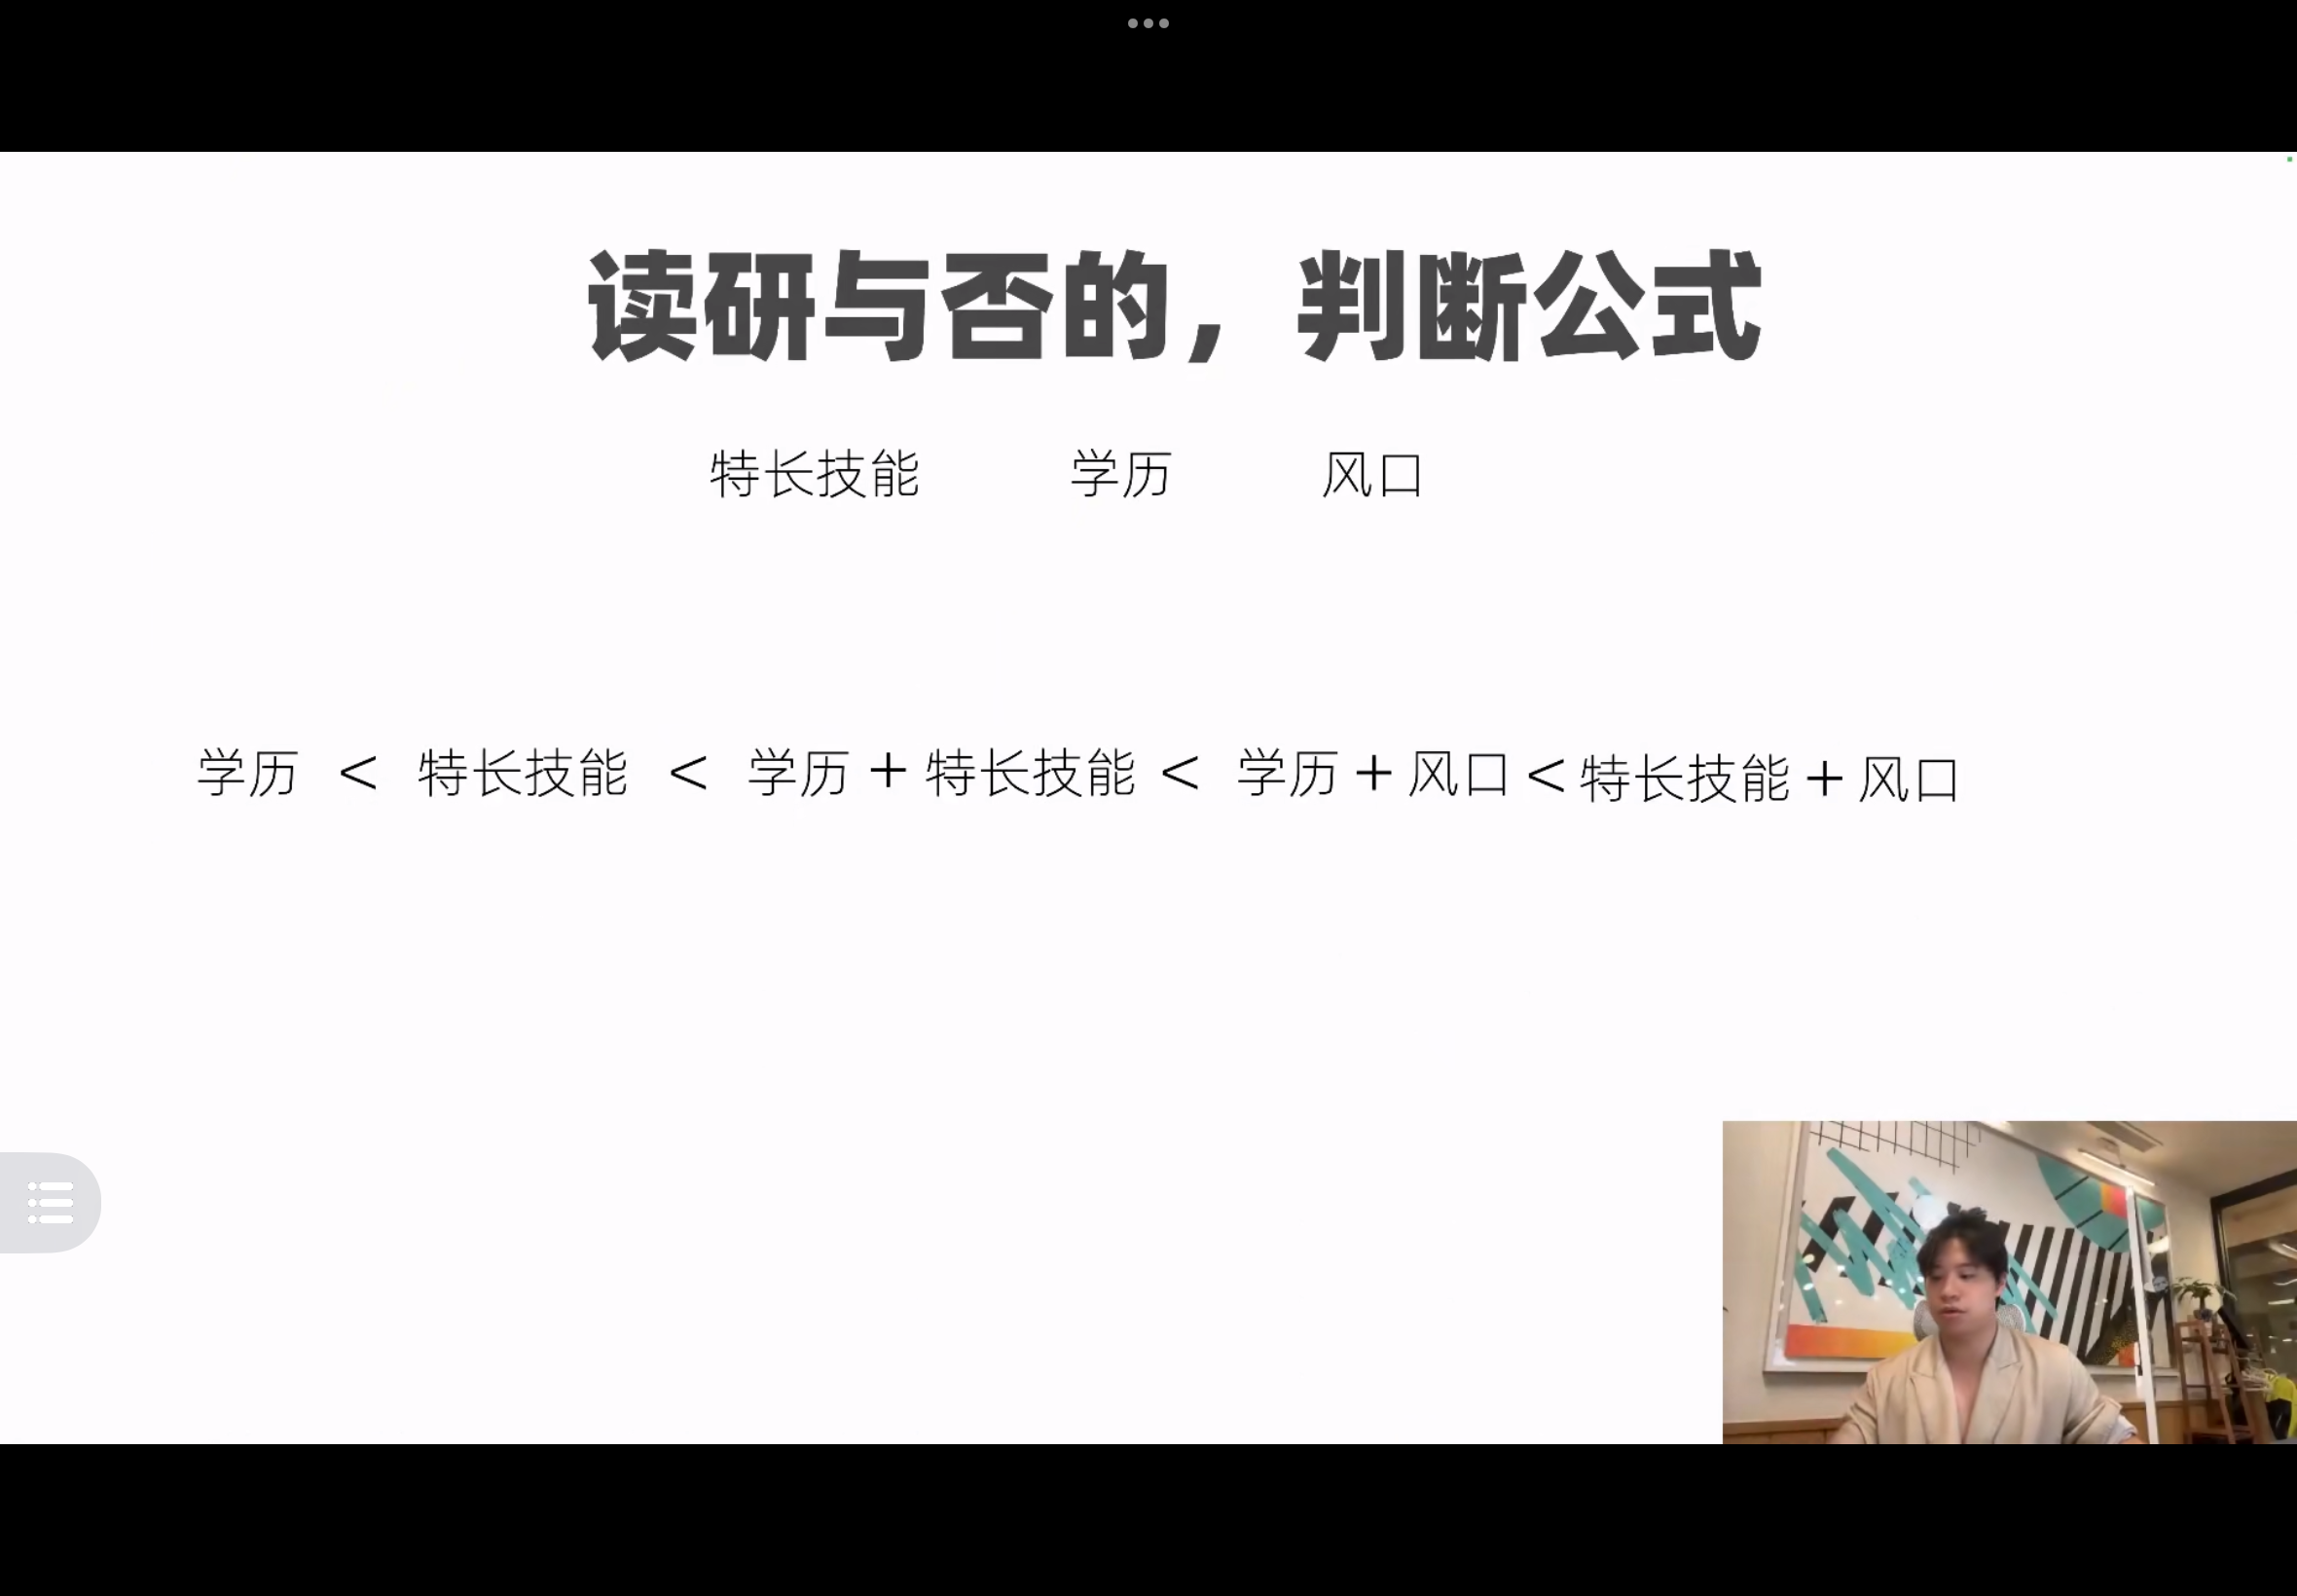 读研与否的，判断公式
特长技能 学历 风口
学历 < 特长技能 < 学历 + 特长技能 < 学历 + 风口 < 特长技能 + 风口